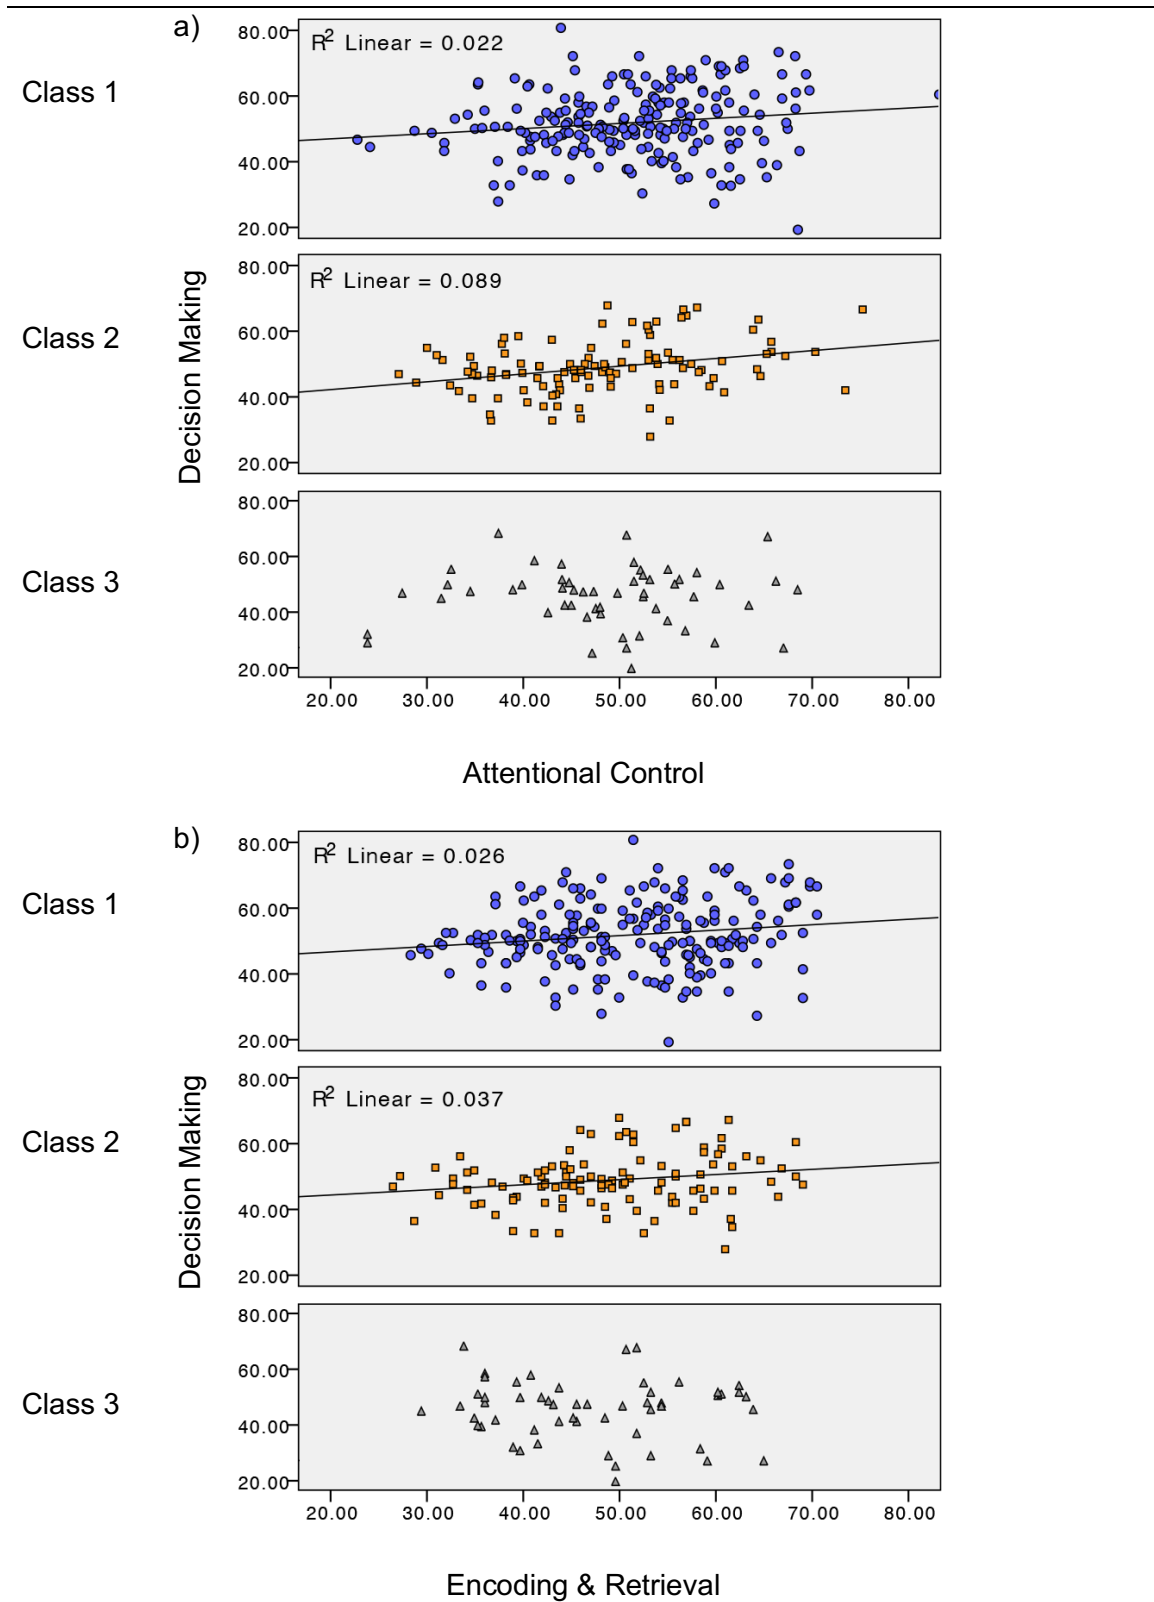 a)
Class 1
80.00
60.00
40.00
20.00
R² Linear = 0.022
Class 2
80.00
60.00
40.00
20.00
R² Linear = 0.089
Decision Making
Class 3
80.00
60.00
40.00
20.00
20.00 30.00 40.00 50.00 60.00 70.00 80.00
Attentional Control
b)
Class 1
80.00
60.00
40.00
20.00
R² Linear = 0.026
Class 2
80.00
60.00
40.00
20.00
R² Linear = 0.037
Decision Making
Class 3
80.00
60.00
40.00
20.00
20.00 30.00 40.00 50.00 60.00 70.00 80.00
Encoding & Retrieval